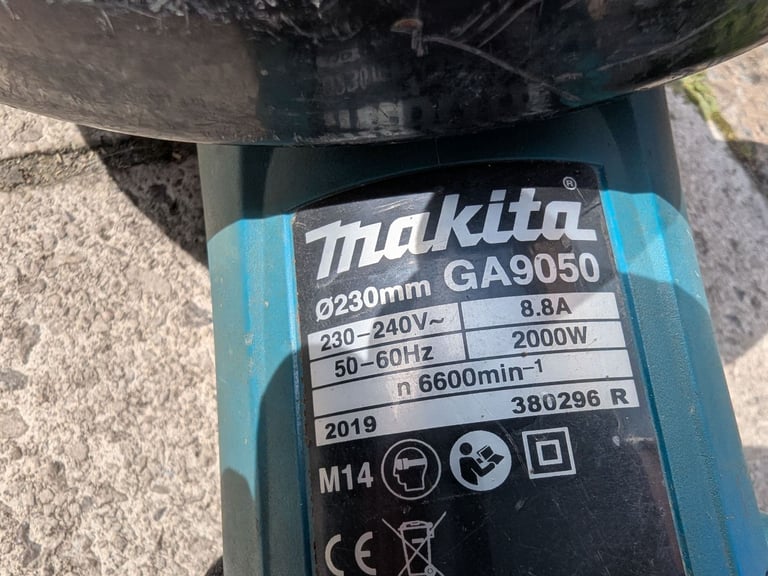 makita®
Ø230mm GA9050
230-240V~ 8.8A
50-60Hz 2000W
n 6600min⁻¹
2019 380296 R
M14
CE